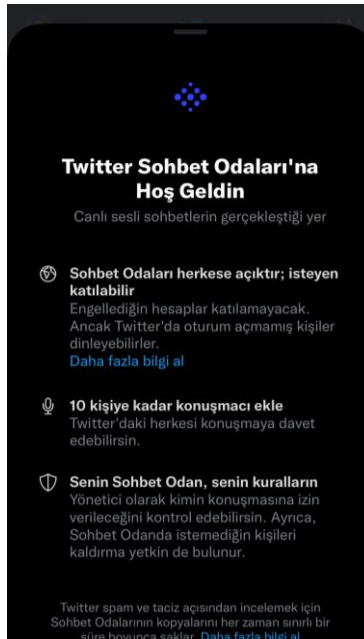 Twitter Sohbet Odaları'na
Hoş Geldin
Canlı sesli sohbetlerin gerçekleştiği yer
Sohbet Odaları herkese açıktır; isteyen
katılabilir
Engellediğin hesaplar katılamayacak.
Ancak Twitter'da oturum açmamış kişiler
dinleyebilirler.
Daha fazla bilgi al
10 kişiye kadar konuşmacı ekle
Twitter'daki herkesi konuşmaya davet
edebilirsin.
Senin Sohbet Odan, senin kuralların
Yönetici olarak kimin konuşmasına izin
verileceğini kontrol edebilirsin. Ayrıca,
Sohbet Odanda istemediğin kişileri
kaldırma yetkin de bulunur.
Twitter spam ve taciz açısından incelemek için
Sohbet Odalarının kopyalarını her zaman sınırlı bir
süre boyunca saklar. Daha fazla bilgi al